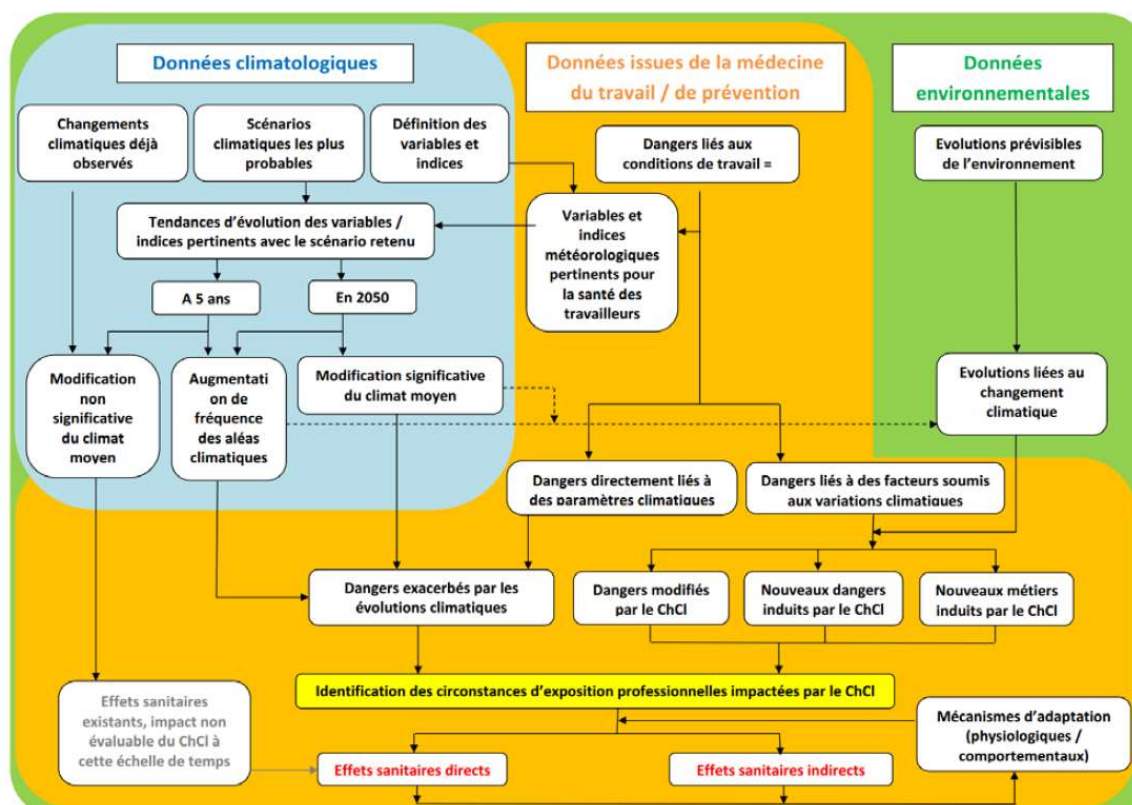 Données climatologiques
Données issues de la médecine
du travail / de prévention
Données
environnementales
Changements
climatiques déjà
observés
Scénarios
climatiques les plus
probables
Définition des
variables et
indices
Dangers liés aux
conditions de travail =
Evolutions prévisibles
de l'environnement
Tendances d'évolution des variables /
indices pertinents avec le scénario retenu
Variables et
indices
météorologiques
pertinents pour
la santé des
travailleurs
A 5 ans
En 2050
Modification
non
significative
du climat
moyen
Augmentati
on de
fréquence
des aléas
climatiques
Modification significative
du climat moyen
Evolutions liées au
changement
climatique
Dangers directement liés à
des paramètres climatiques
Dangers liés à des facteurs soumis
aux variations climatiques
Dangers exacerbés par les
évolutions climatiques
Dangers modifiés
par le ChCl
Nouveaux dangers
induits par le ChCl
Nouveaux métiers
induits par le ChCl
Identification des circonstances d'exposition professionnelles impactées par le ChCl
Effets sanitaires
existants, impact non
évaluable du ChCl à
cette échelle de temps
Mécanismes d'adaptation
(physiologiques /
comportementaux)
Effets sanitaires directs
Effets sanitaires indirects